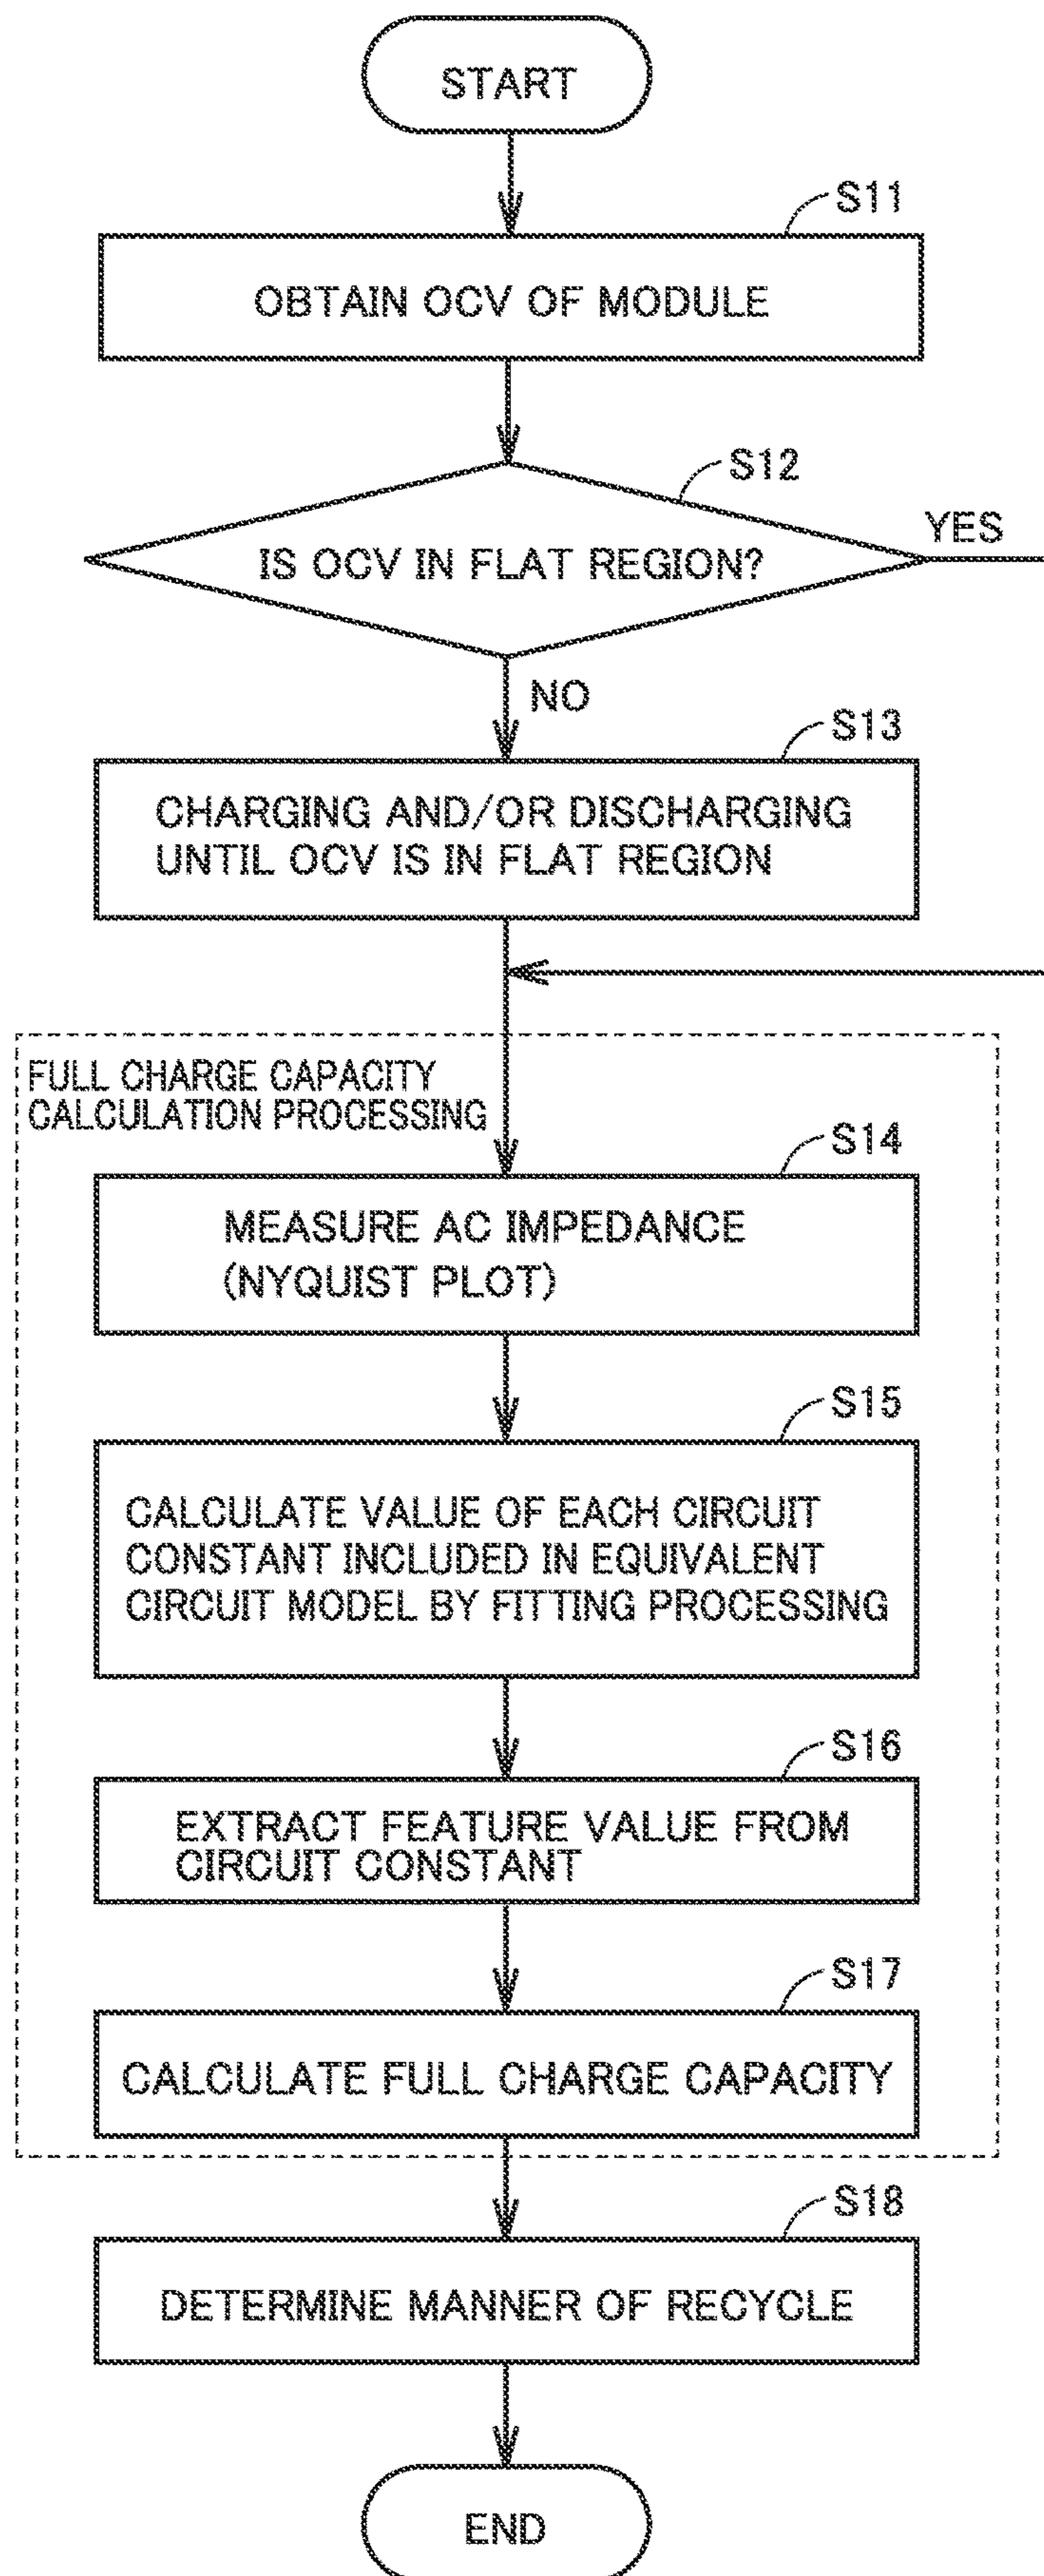 START
S11
OBTAIN OCV OF MODULE
S12
IS OCV IN FLAT REGION?
YES
NO
S13
CHARGING AND/OR DISCHARGING
UNTIL OCV IS IN FLAT REGION
FULL CHARGE CAPACITY
CALCULATION PROCESSING
S14
MEASURE AC IMPEDANCE
(NYQUIST PLOT)
S15
CALCULATE VALUE OF EACH CIRCUIT
CONSTANT INCLUDED IN EQUIVALENT
CIRCUIT MODEL BY FITTING PROCESSING
S16
EXTRACT FEATURE VALUE FROM
CIRCUIT CONSTANT
S17
CALCULATE FULL CHARGE CAPACITY
S18
DETERMINE MANNER OF RECYCLE
END